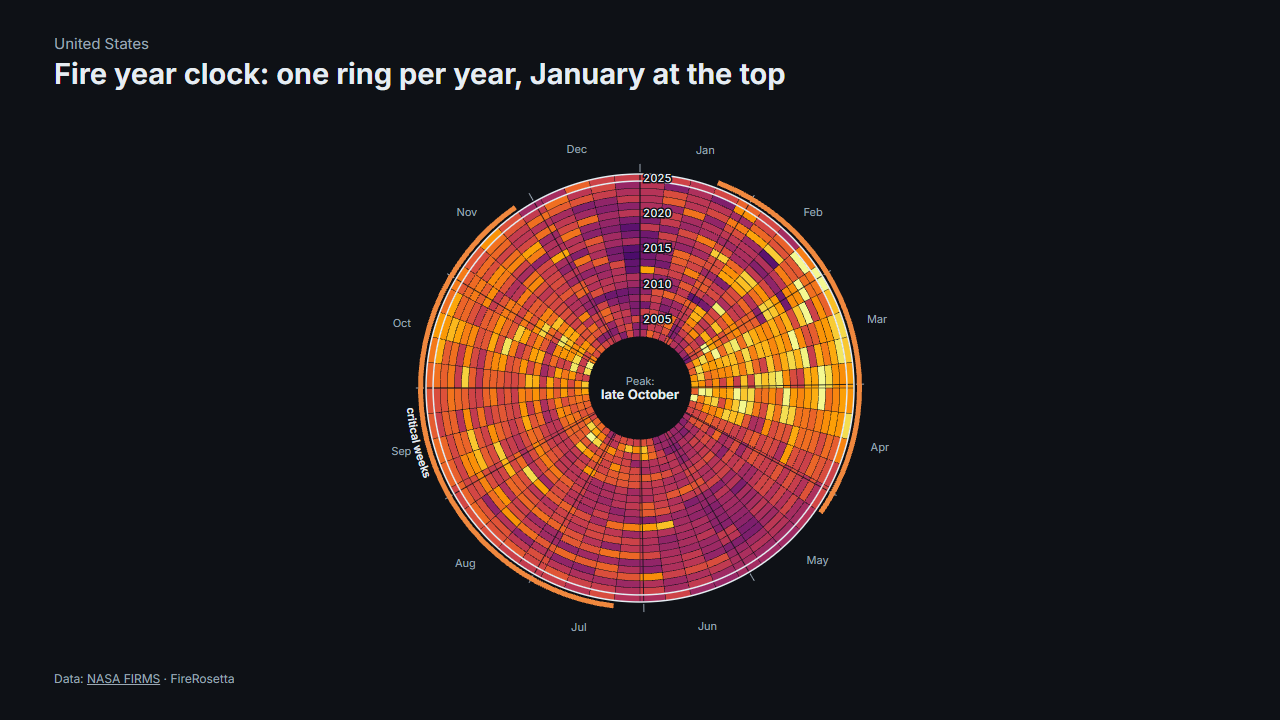 United States
Fire year clock: one ring per year, January at the top
Dec
Jan
2025
Nov
2020
Feb
2015
2010
Oct
2005
Mar
Peak:
late October
critical weeks
Sep
Apr
Aug
May
Jul
Jun
Data: NASA FIRMS · FireRosetta